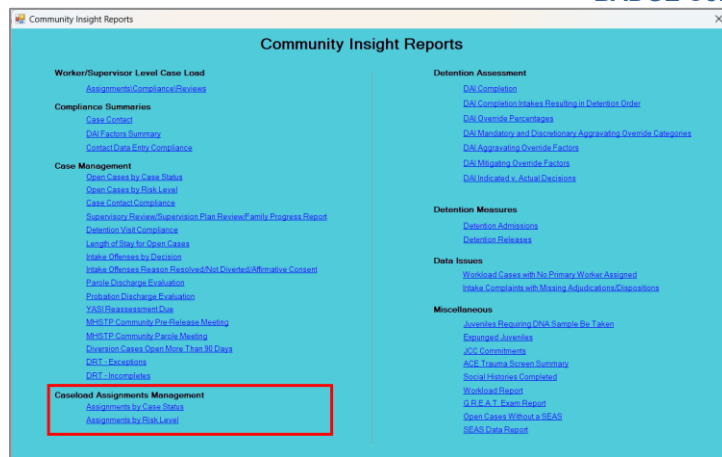 Community Insight Reports
Community Insight Reports
Worker/Supervisor Level Case Load
Assignments\Compliance\Reviews
Compliance Summaries
Case Contact
DAI Factors Summary
Contact Data Entry Compliance
Case Management
Open Cases by Case Status
Open Cases by Risk Level
Case Contact Compliance
Supervisory Review/Supervision Plan Review/Family Progress Report
Detention Visit Compliance
Length of Stay for Open Cases
Intake Offenses by Decision
Intake Offenses Reason Resolved/Not Diverted/Affirmative Consent
Parole Discharge Evaluation
Probation Discharge Evaluation
YASI Reassessment Due
MHSTP Community Pre-Release Meeting
MHSTP Community Parole Meeting
Diversion Cases Open More Than 90 Days
DRT - Exceptions
DRT - Incompletes
Caseload Assignments Management
Assignments by Case Status
Assignments by Risk Level
Detention Assessment
DAI Completion
DAI Completion Intakes Resulting in Detention Order
DAI Override Percentages
DAI Mandatory and Discretionary Aggravating Override Categories
DAI Aggravating Override Factors
DAI Mitigating Override Factors
DAI Indicated v. Actual Decisions
Detention Measures
Detention Admissions
Detention Releases
Data Issues
Workload Cases with No Primary Worker Assigned
Intake Complaints with Missing Adjudications/Dispositions
Miscellaneous
Juveniles Requiring DNA Sample Be Taken
Expunged Juveniles
JCC Commitments
ACE Trauma Screen Summary
Social Histories Completed
Workload Report
G.R.E.A.T. Exam Report
Open Cases Without a SEAS
SEAS Data Report